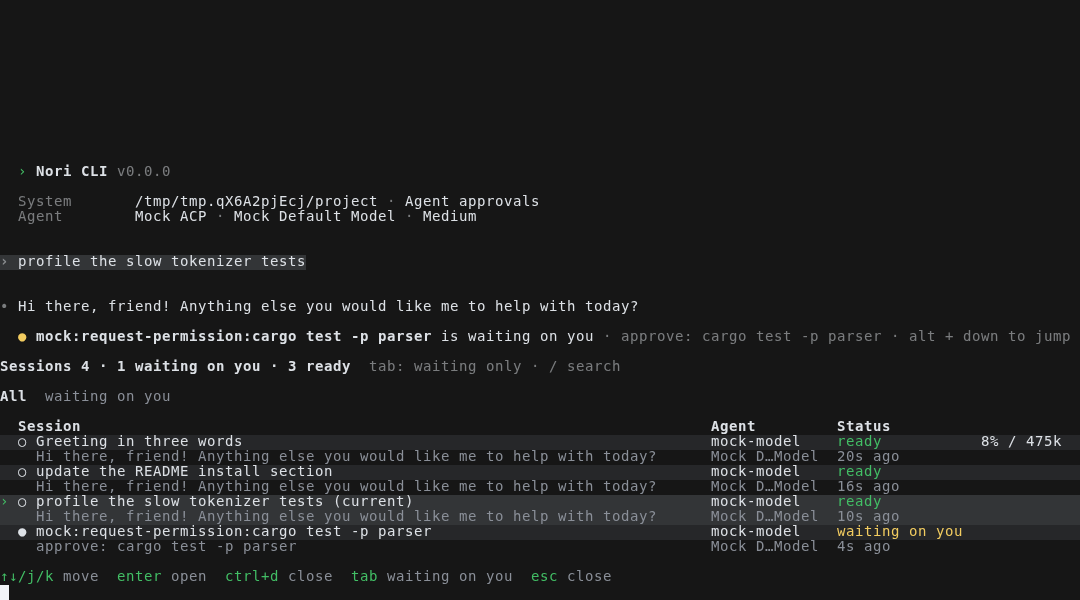 › Nori CLI v0.0.0
System /tmp/tmp.qX6A2pjEcj/project · Agent approvals
Agent Mock ACP · Mock Default Model · Medium
› profile the slow tokenizer tests
• Hi there, friend! Anything else you would like me to help with today?
● mock:request-permission:cargo test -p parser is waiting on you · approve: cargo test -p parser · alt + down to jump
Sessions 4 · 1 waiting on you · 3 ready  tab: waiting only · / search
All  waiting on you
Session Agent Status
○ Greeting in three words mock-model ready 8% / 475k
Hi there, friend! Anything else you would like me to help with today? Mock D…Model 20s ago
○ update the README install section mock-model ready
Hi there, friend! Anything else you would like me to help with today? Mock D…Model 16s ago
› ○ profile the slow tokenizer tests (current) mock-model ready
Hi there, friend! Anything else you would like me to help with today? Mock D…Model 10s ago
● mock:request-permission:cargo test -p parser mock-model waiting on you
approve: cargo test -p parser Mock D…Model 4s ago
↑↓/j/k move  enter open  ctrl+d close  tab waiting on you  esc close